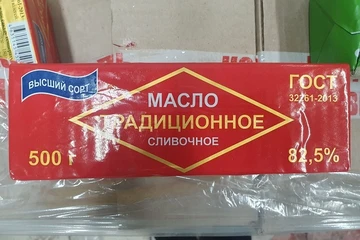 ВЫСШИЙ СОРТ
ГОСТ
32261-2013
МАСЛО
ТРАДИЦИОННОЕ
СЛИВОЧНОЕ
500 г
82,5%